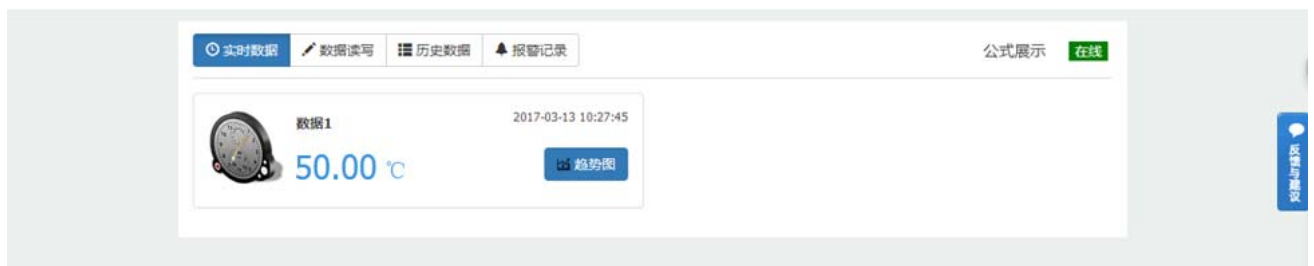 实时数据 数据读写 历史数据 报警记录 公式展示 在线
数据1 2017-03-13 10:27:45
50.00 ℃ 趋势图
反馈与建议